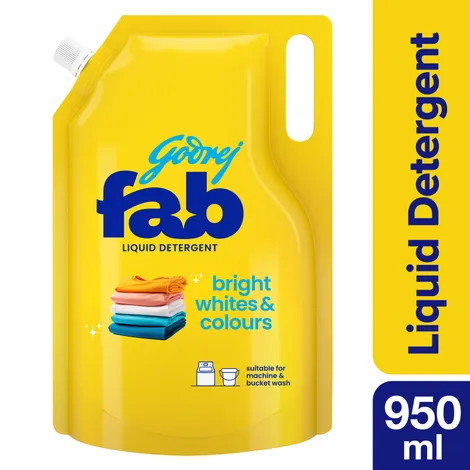 Godrej
fab
LIQUID DETERGENT
bright
whites &
colours
suitable for
machine &
bucket wash
Liquid Detergent
950
ml